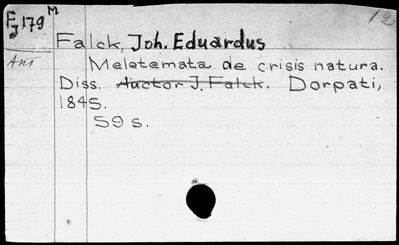 F M
J 179
Falck, Joh. Eduardus
Meletemata de crisis natura.
Diss. Auctor J. Falck. Dorpati,
1845.
59 s.